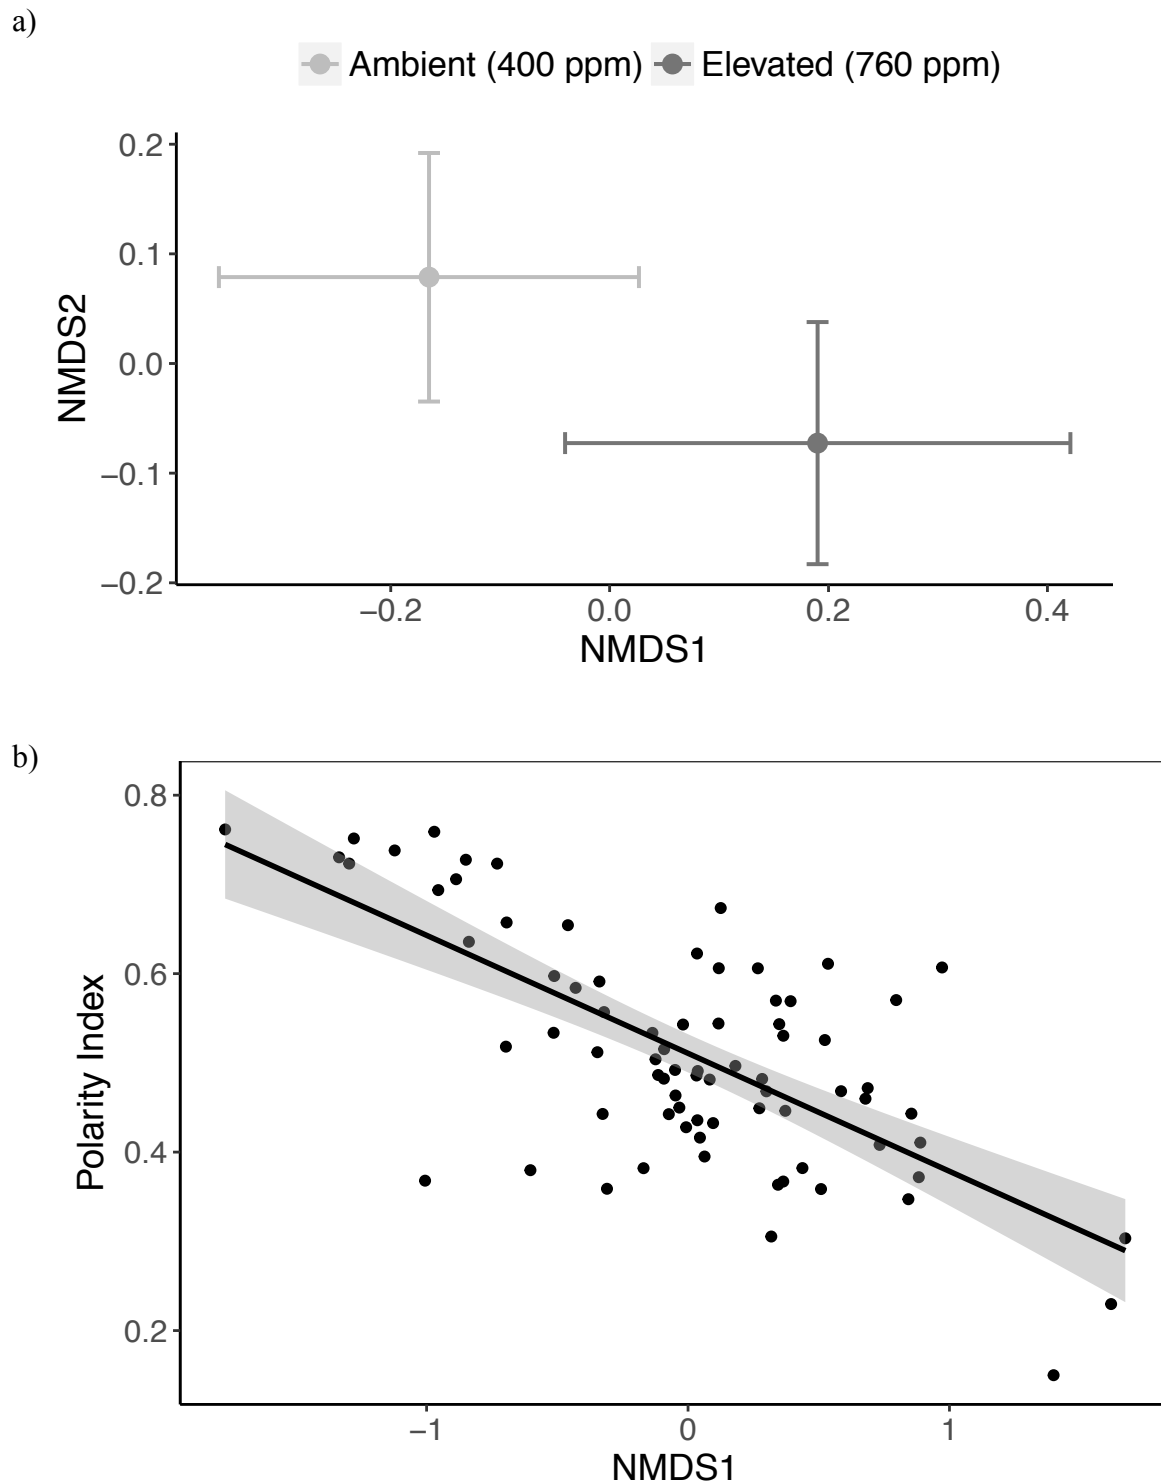 a)
Ambient (400 ppm) Elevated (760 ppm)
0.2
0.1
0.0
−0.1
−0.2
NMDS2
−0.2 0.0 0.2 0.4
NMDS1
b)
0.8
0.6
0.4
0.2
Polarity Index
−1 0 1
NMDS1